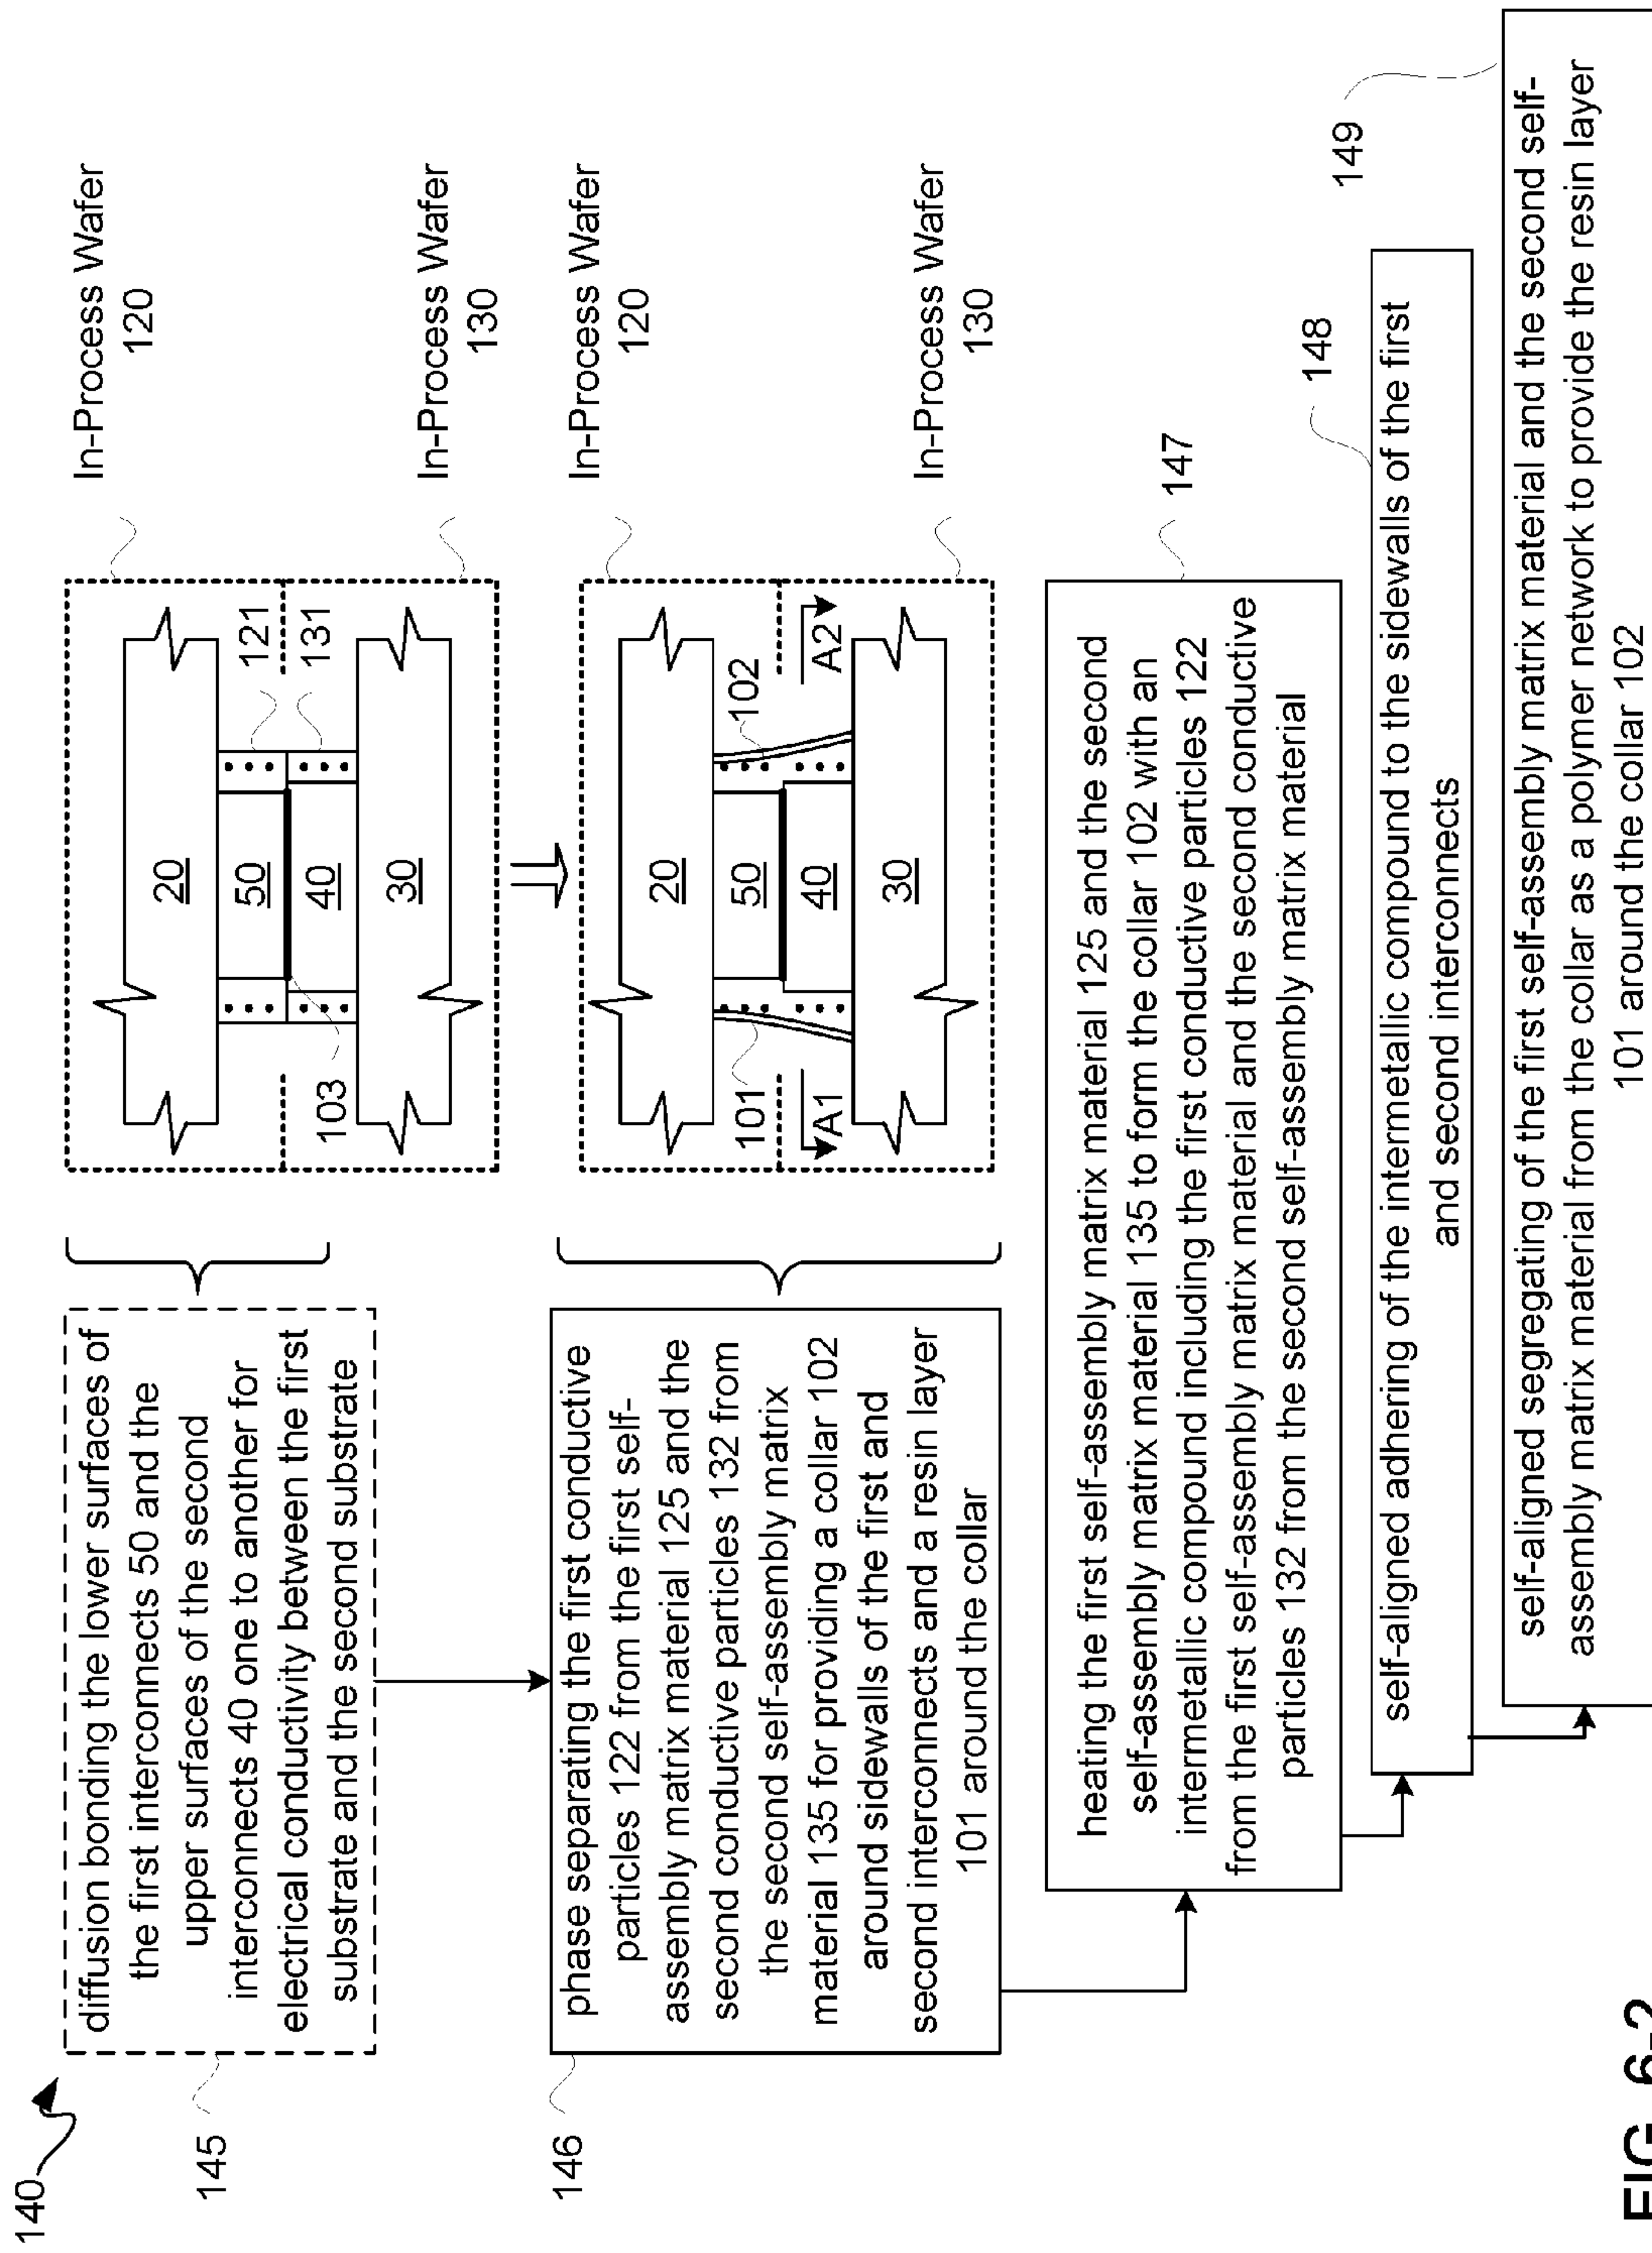 140
145
diffusion bonding the lower surfaces of
the first interconnects 50 and the
upper surfaces of the second
interconnects 40 one to another for
electrical conductivity between the first
substrate and the second substrate
20
50
40
30
103
121
131
In-Process Wafer
120
In-Process Wafer
130
146
phase separating the first conductive
particles 122 from the first self-
assembly matrix material 125 and the
second conductive particles 132 from
the second self-assembly matrix
material 135 for providing a collar 102
around sidewalls of the first and
second interconnects and a resin layer
101 around the collar
20
50
40
30
101
102
A1
A2
In-Process Wafer
120
In-Process Wafer
130
147
heating the first self-assembly matrix material 125 and the second
self-assembly matrix material 135 to form the collar 102 with an
intermetallic compound including the first conductive particles 122
from the first self-assembly matrix material and the second conductive
particles 132 from the second self-assembly matrix material
148
self-aligned adhering of the intermetallic compound to the sidewalls of the first
and second interconnects
149
self-aligned segregating of the first self-assembly matrix material and the second self-
assembly matrix material from the collar as a polymer network to provide the resin layer
101 around the collar 102
FIG. 6-2